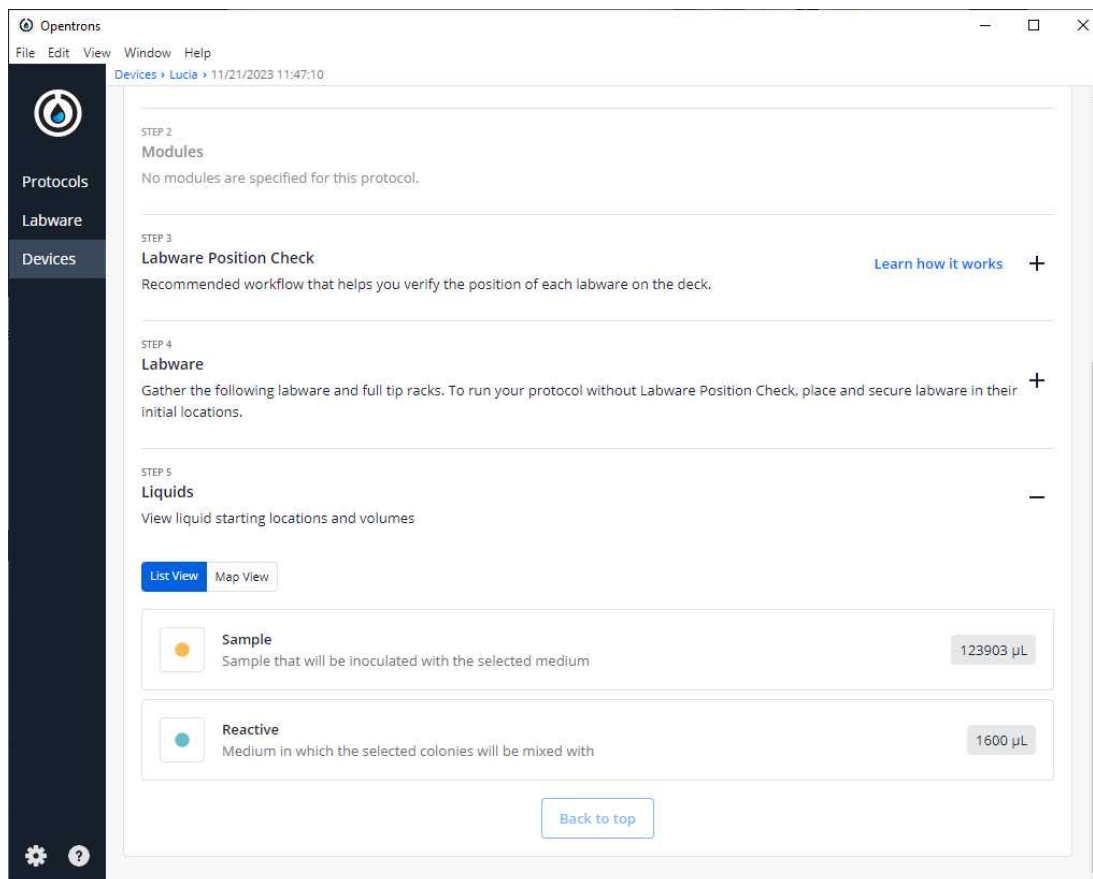 Opentrons
File Edit View Window Help
Devices › Lucia › 11/21/2023 11:47:10
Protocols
Labware
Devices
STEP 2
Modules
No modules are specified for this protocol.
STEP 3
Labware Position Check
Learn how it works
Recommended workflow that helps you verify the position of each labware on the deck.
STEP 4
Labware
Gather the following labware and full tip racks. To run your protocol without Labware Position Check, place and secure labware in their
initial locations.
STEP 5
Liquids
View liquid starting locations and volumes
List View Map View
Sample
Sample that will be inoculated with the selected medium
123903 µL
Reactive
Medium in which the selected colonies will be mixed with
1600 µL
Back to top